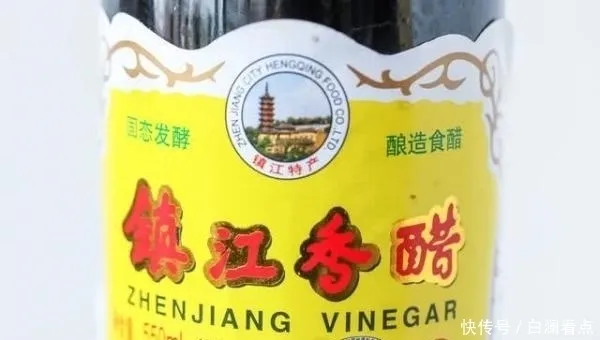 ZHENJIANG CITY HENGQING FOOD CO.LTD.
镇江特产
固态发酵
酿造食醋
镇江香醋
ZHENJIANG VINEGAR
550ml
快传号／白涧看点